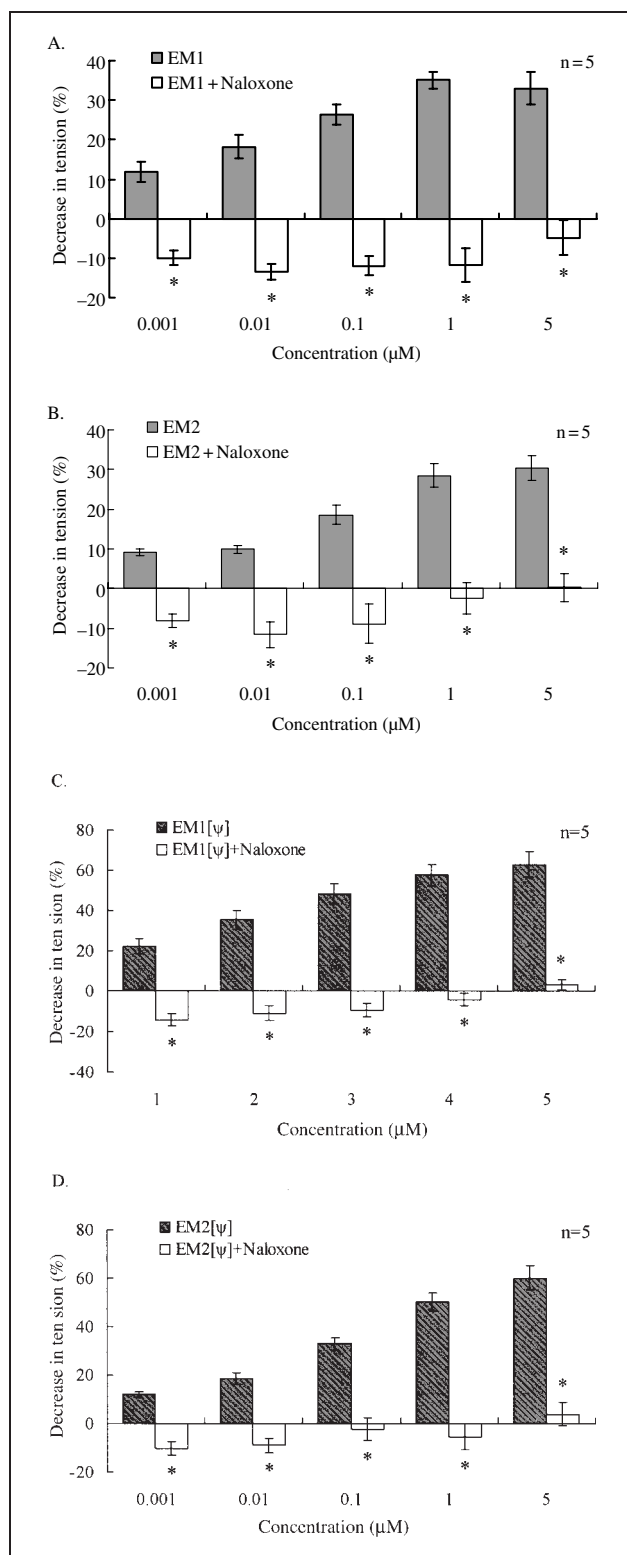 A.
EM1
EM1 + Naloxone
n = 5
Decrease in tension (%)
40
30
20
10
0
−10
−20
* * * * *
0.001 0.01 0.1 1 5
Concentration (µM)
B.
EM2
EM2 + Naloxone
n = 5
Decrease in tension (%)
40
30
20
10
0
−10
−20
* * * * *
0.001 0.01 0.1 1 5
Concentration (µM)
C.
EM1[ψ]
EM1[ψ]+Naloxone
n=5
Decrease in ten sion (%)
80
60
40
20
0
-20
-40
* * * * *
1 2 3 4 5
Concentration (µM)
D.
EM2[ψ]
EM2[ψ]+Naloxone
n=5
Decrease in ten sion (%)
80
60
40
20
0
-20
* * * * *
0.001 0.01 0.1 1 5
Concentration (µM)